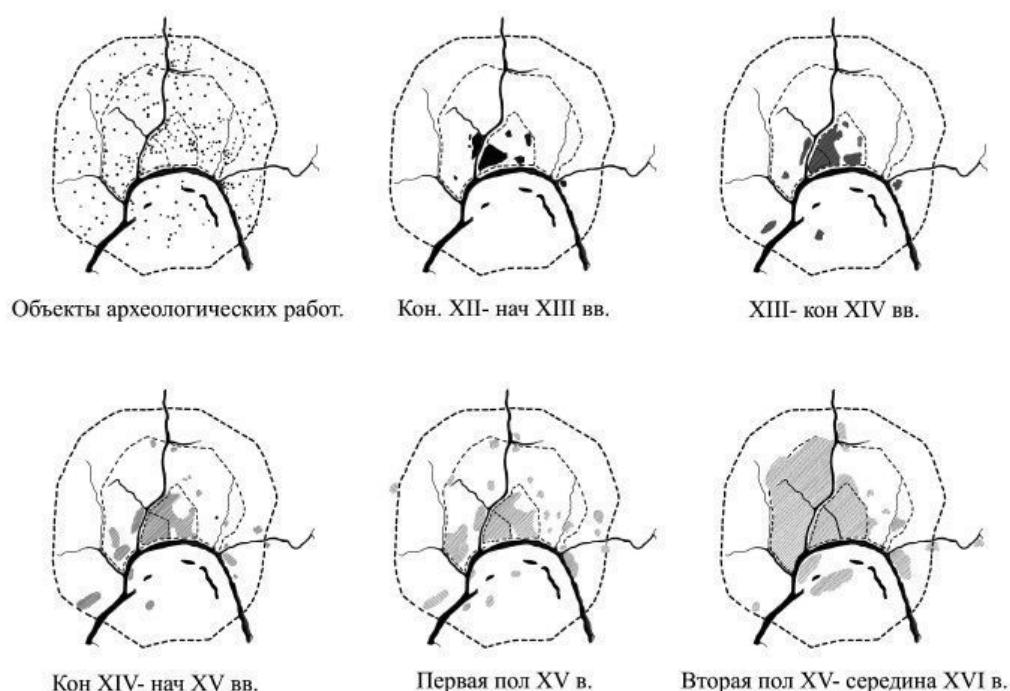 Объекты археологических работ.
Кон. XII- нач XIII вв.
XIII- кон XIV вв.
Кон XIV- нач XV вв.
Первая пол XV в.
Вторая пол XV- середина XVI в.